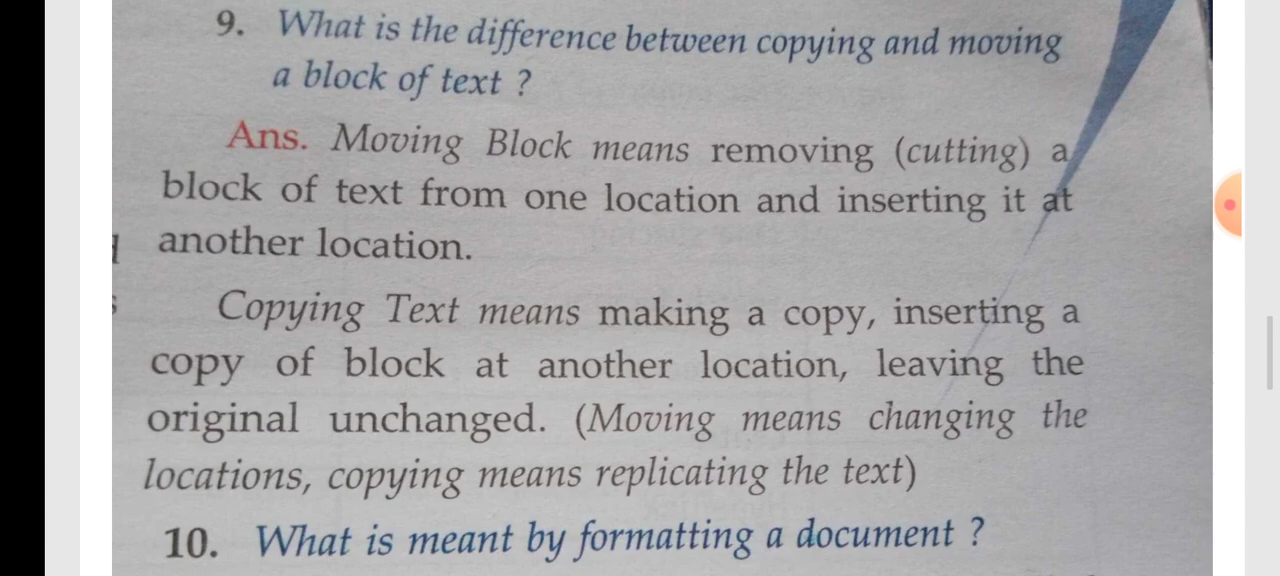 9. What is the difference between copying and moving
a block of text ?
Ans. Moving Block means removing (cutting) a
block of text from one location and inserting it at
another location.
Copying Text means making a copy, inserting a
copy of block at another location, leaving the
original unchanged. (Moving means changing the
locations, copying means replicating the text)
10. What is meant by formatting a document ?